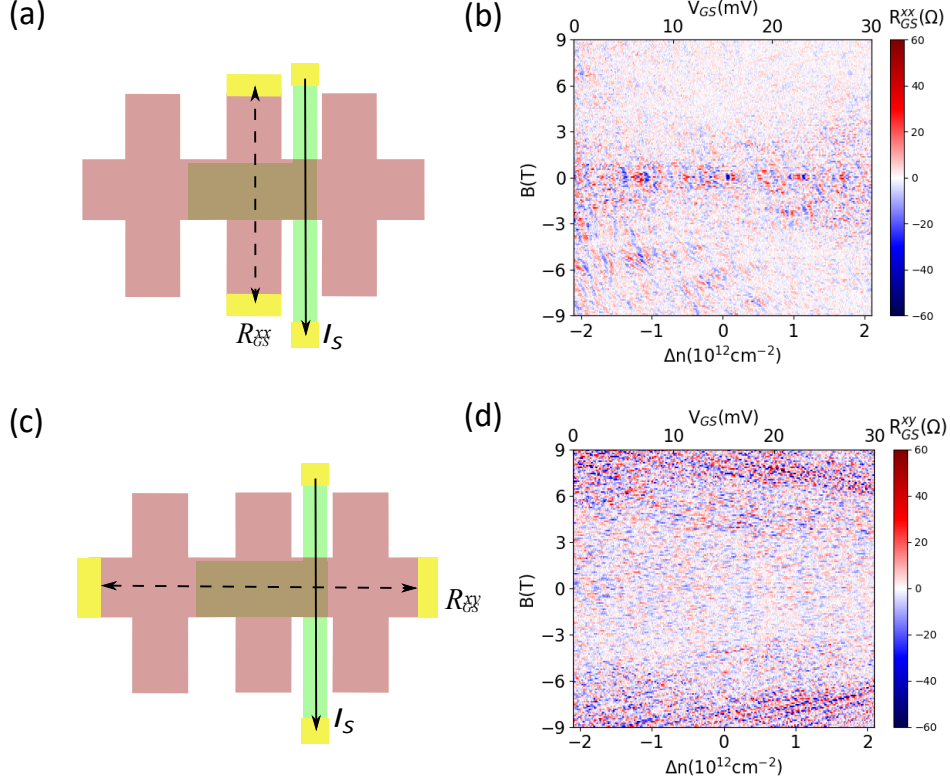 (a)
R_GS^xx
I_S
(b)
V_GS(mV)
0 10 20 30
R_GS^xx(Ω)
B(T)
9
6
3
0
−3
−6
−9
−2 −1 0 1 2
Δn(10^12cm^−2)
60
40
20
0
−20
−40
−60
(c)
R_GS^xy
I_S
(d)
V_GS(mV)
0 10 20 30
R_GS^xy(Ω)
B(T)
9
6
3
0
−3
−6
−9
−2 −1 0 1 2
Δn(10^12cm^−2)
60
40
20
0
−20
−40
−60